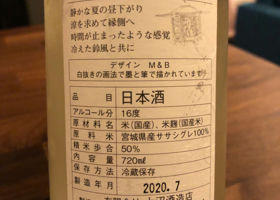 静かな夏の昼下がり
涼を求めて縁側へ
時間が止まったような感覚
冷えた鈴風と共に
デザイン M&B
白抜きの画法で墨と筆で描かれています
品目 日本酒
アルコール分 16度
原材料名 米(国産)、米麹(国産米)
原料米 宮城県産ササシグレ100%
精米歩合 50%
内容量 720㎖
保存方法 冷蔵保存
製造年月 2020.7